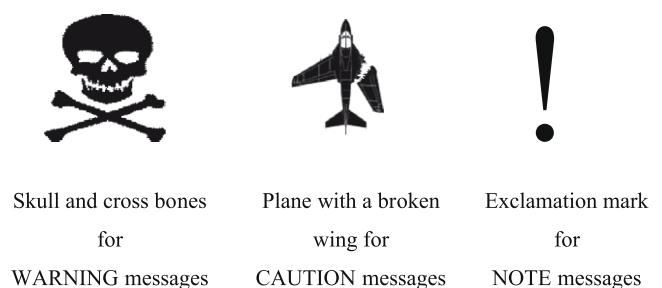 Skull and cross bones
for
WARNING messages
Plane with a broken
wing for
CAUTION messages
Exclamation mark
for
NOTE messages